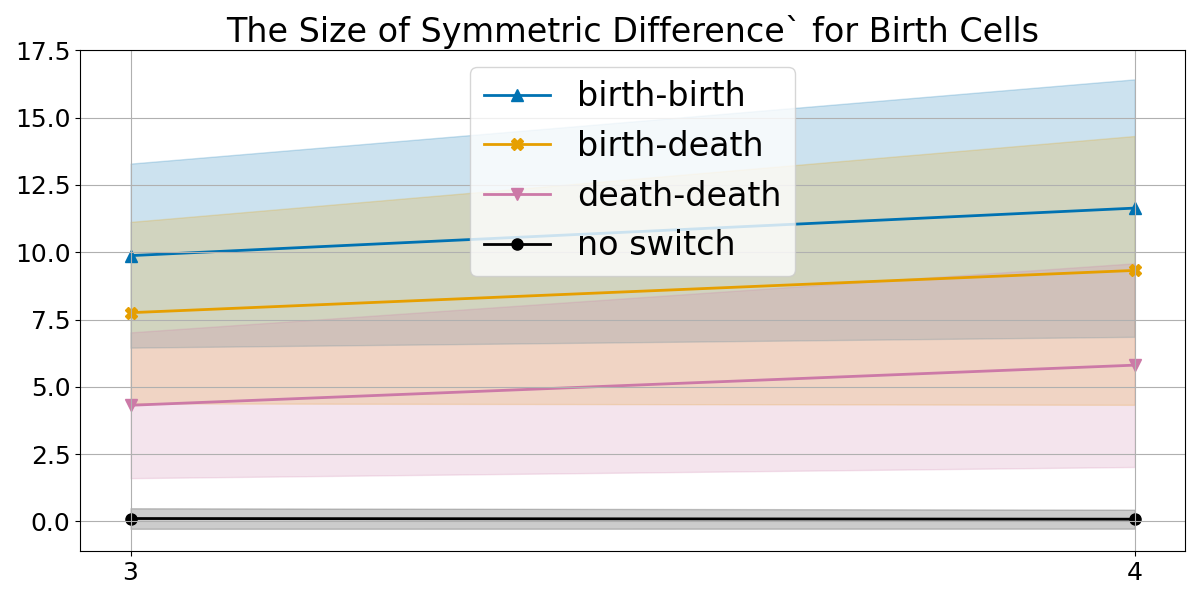 The Size of Symmetric Difference` for Birth Cells
17.5
15.0
12.5
10.0
7.5
5.0
2.5
0.0
birth-birth
birth-death
death-death
no switch
3
4